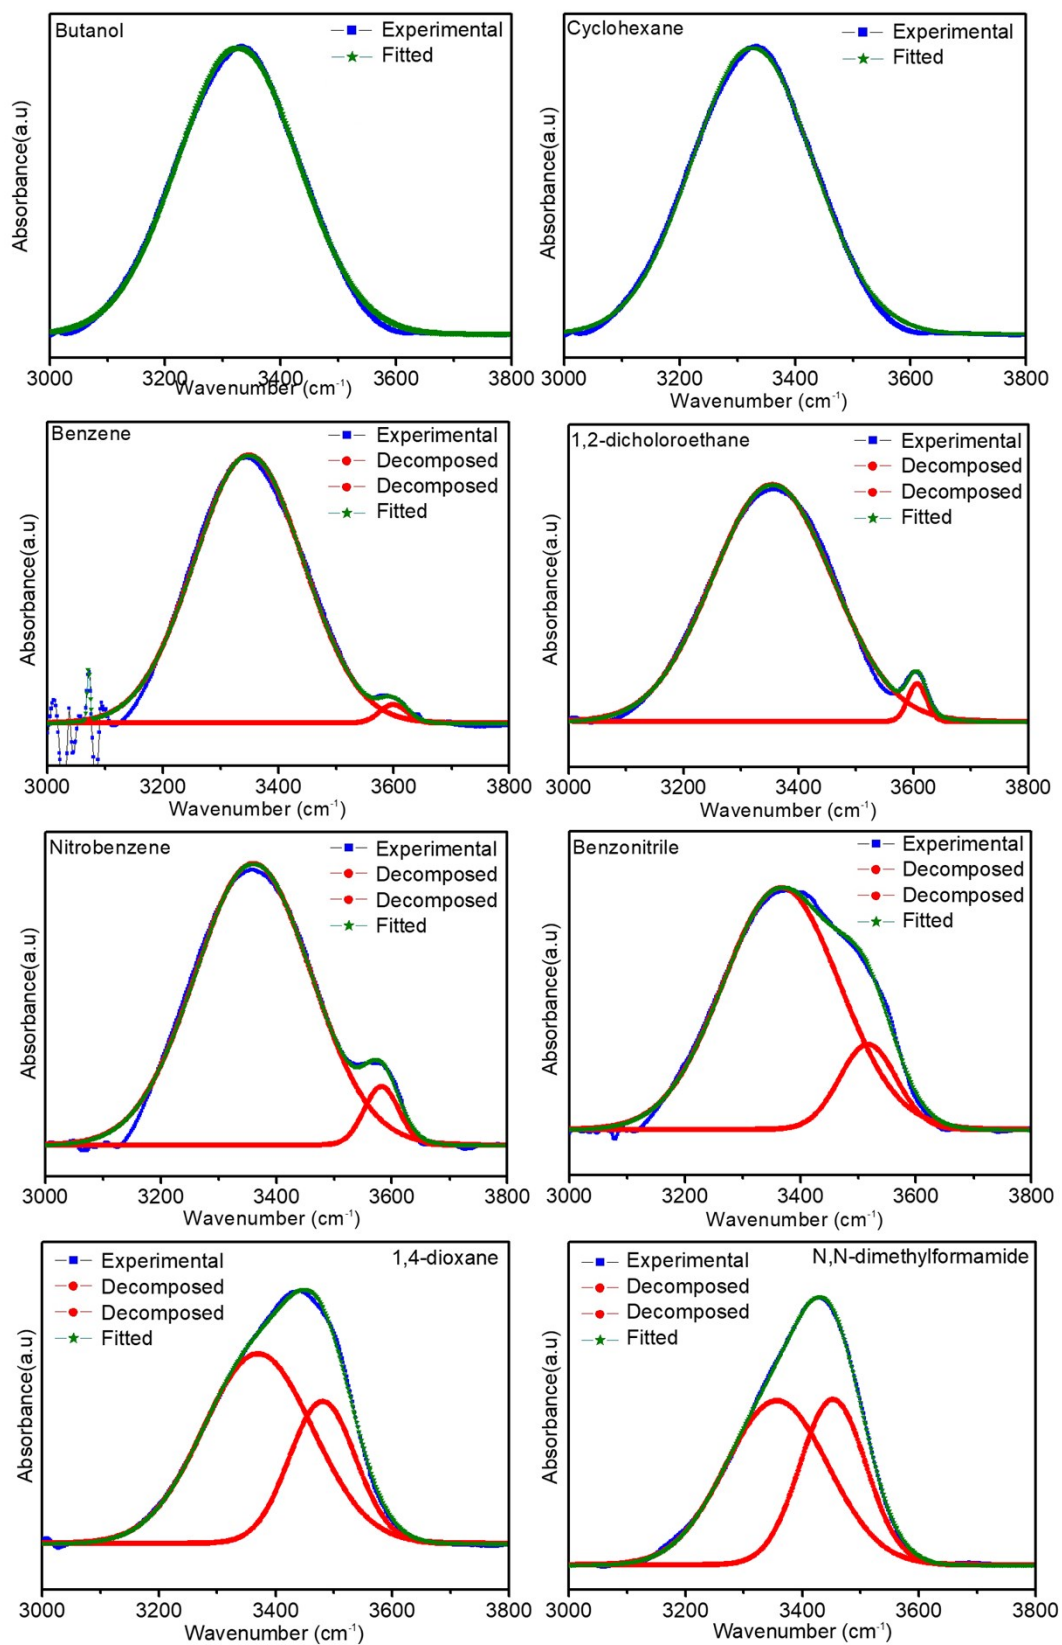 Butanol
Experimental
Fitted
Absorbance(a.u)
3000 3200 3400 3600 3800
Wavenumber (cm⁻¹)
Cyclohexane
Experimental
Fitted
Absorbance(a.u)
3000 3200 3400 3600 3800
Wavenumber (cm⁻¹)
Benzene
Experimental
Decomposed
Decomposed
Fitted
Absorbance(a.u)
3000 3200 3400 3600 3800
Wavenumber (cm⁻¹)
1,2-dicholoroethane
Experimental
Decomposed
Decomposed
Fitted
Absorbance(a.u)
3000 3200 3400 3600 3800
Wavenumber (cm⁻¹)
Nitrobenzene
Experimental
Decomposed
Decomposed
Fitted
Absorbance(a.u)
3000 3200 3400 3600 3800
Wavenumber (cm⁻¹)
Benzonitrile
Experimental
Decomposed
Decomposed
Fitted
Absorbance(a.u)
3000 3200 3400 3600 3800
Wavenumber (cm⁻¹)
1,4-dioxane
Experimental
Decomposed
Decomposed
Fitted
Absorbance(a.u)
3000 3200 3400 3600 3800
Wavenumber (cm⁻¹)
N,N-dimethylformamide
Experimental
Decomposed
Decomposed
Fitted
Absorbance(a.u)
3000 3200 3400 3600 3800
Wavenumber (cm⁻¹)